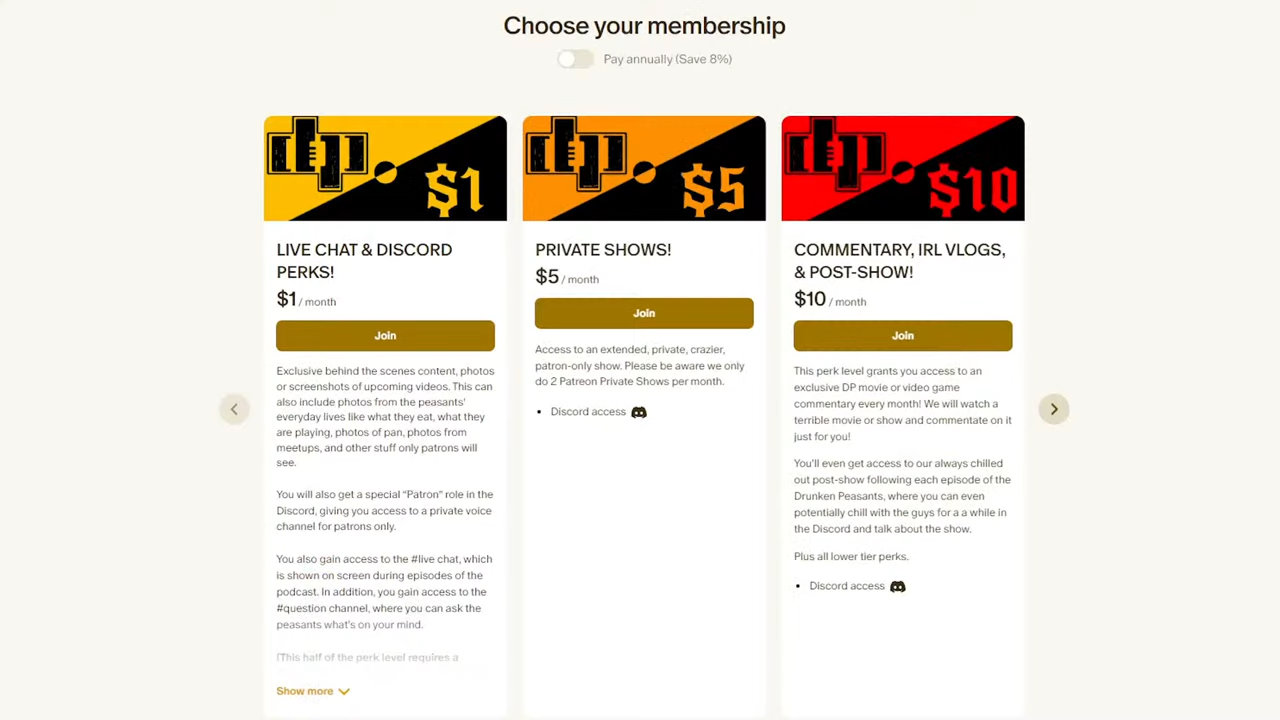 Choose your membership
Pay annually (Save 8%)
$1
LIVE CHAT & DISCORD
PERKS!
$1 / month
Join
Exclusive behind the scenes content, photos
or screenshots of upcoming videos. This can
also include photos from the peasants'
everyday lives like what they eat, what they
are playing, photos of pan, photos from
meetups, and other stuff only patrons will
see.
You will also get a special “Patron” role in the
Discord, giving you access to a private voice
channel for patrons only.
You also gain access to the #live chat, which
is shown on screen during episodes of the
podcast. In addition, you gain access to the
#question channel, where you can ask the
peasants what's on your mind.
(This half of the perk level requires a
Show more
$5
PRIVATE SHOWS!
$5 / month
Join
Access to an extended, private, crazier,
patron-only show. Please be aware we only
do 2 Patreon Private Shows per month.
• Discord access
$10
COMMENTARY, IRL VLOGS,
& POST-SHOW!
$10 / month
Join
This perk level grants you access to an
exclusive DP movie or video game
commentary every month! We will watch a
terrible movie or show and commentate on it
just for you!
You'll even get access to our always chilled
out post-show following each episode of the
Drunken Peasants, where you can even
potentially chill with the guys for a a while in
the Discord and talk about the show.
Plus all lower tier perks.
• Discord access